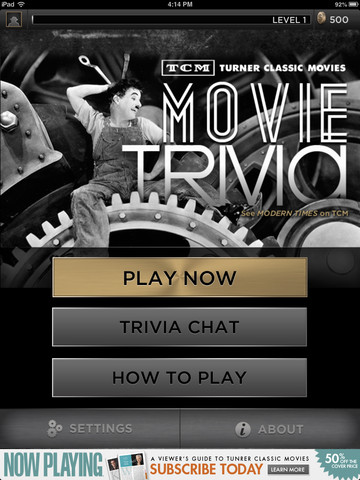 iPad 4:14 PM 92%
LEVEL 1 500
TCM TURNER CLASSIC MOVIES
MOVIE
TRIVIA
See MODERN TIMES on TCM
PLAY NOW
TRIVIA CHAT
HOW TO PLAY
SETTINGS
i ABOUT
NOW PLAYING
A VIEWER'S GUIDE TO TUNRER CLASSIC MOVIES
SUBSCRIBE TODAY LEARN MORE
50% OFF THE COVER PRICE